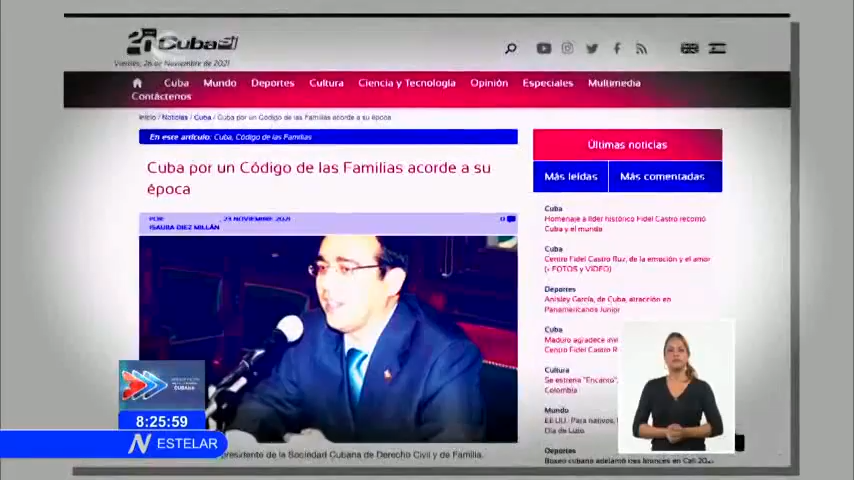 Cubasí
Viernes, 26 de Noviembre de 2021
Cuba Mundo Deportes Cultura Ciencia y Tecnología Opinión Especiales Multimedia
Contáctenos
Inicio / Noticias / Cuba / Cuba por un Código de las Familias acorde a su época
En este artículo: Cuba, Código de las Familias
Cuba por un Código de las Familias acorde a su
época
POR: , 23 NOVIEMBRE 2021 0
ISAURA DIEZ MILLÁN
Últimas noticias
Más leídas Más comentadas
Cuba
Homenaje a líder histórico Fidel Castro recorrió
Cuba y el mundo
Cuba
Centro Fidel Castro Ruz, de la emoción y el amor
(+ FOTOS y VIDEO)
Deportes
Anisley García, de Cuba, atracción en
Panamericanos Junior
Cuba
Maduro agradece
Centro Fidel Castro R
Cultura
Se estrena "Encanto",
Colombia
Mundo
EE.UU.: Para nativos,
Día de Luto
Deportes
Boxeo cubano adelantó tres bronces en Cali 2021
presidente de la Sociedad Cubana de Derecho Civil y de Familia.
CUBANA
8:25:59
N ESTELAR